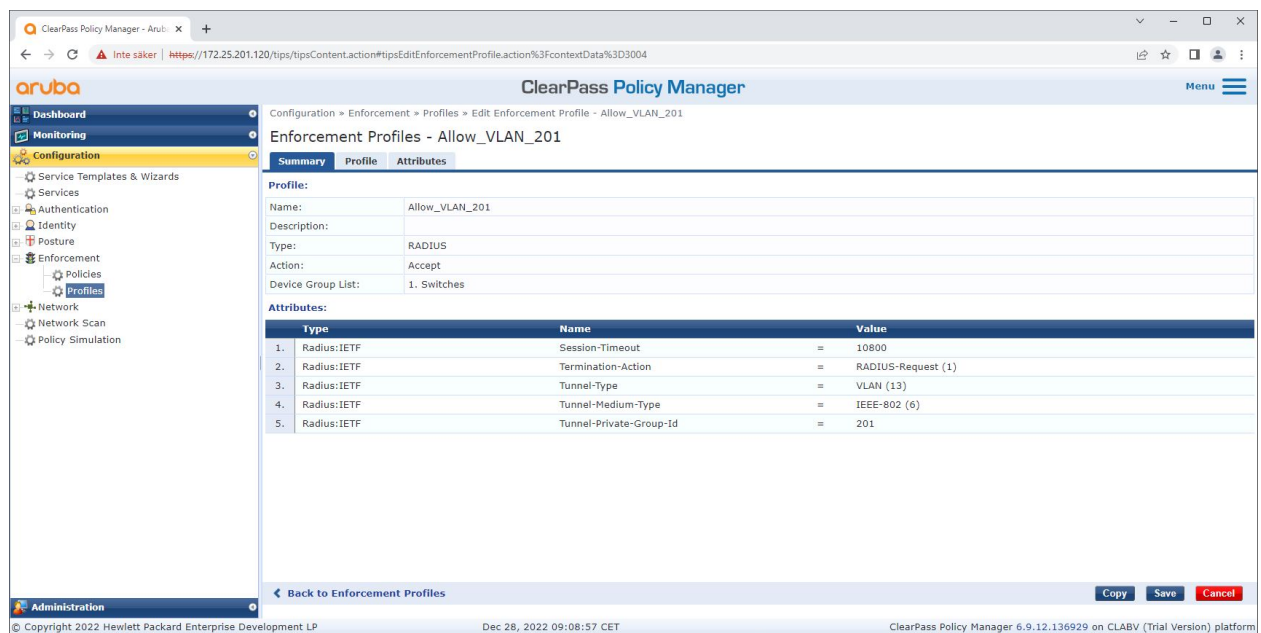 ClearPass Policy Manager - Arub
Inte säker | https://172.25.201.120/tips/tipsContent.action#tipsEditEnforcementProfile.action%3FcontextData%3D3004
aruba
ClearPass Policy Manager
Menu
Dashboard
Monitoring
Configuration
Service Templates & Wizards
Services
Authentication
Identity
Posture
Enforcement
Policies
Profiles
Network
Network Scan
Policy Simulation
Administration
Configuration » Enforcement » Profiles » Edit Enforcement Profile - Allow_VLAN_201
Enforcement Profiles - Allow_VLAN_201
Summary Profile Attributes
Profile:
Name: Allow_VLAN_201
Description:
Type: RADIUS
Action: Accept
Device Group List: 1. Switches
Attributes:
Type Name Value
1. Radius:IETF Session-Timeout = 10800
2. Radius:IETF Termination-Action = RADIUS-Request (1)
3. Radius:IETF Tunnel-Type = VLAN (13)
4. Radius:IETF Tunnel-Medium-Type = IEEE-802 (6)
5. Radius:IETF Tunnel-Private-Group-Id = 201
Back to Enforcement Profiles Copy Save Cancel
© Copyright 2022 Hewlett Packard Enterprise Development LP Dec 28, 2022 09:08:57 CET ClearPass Policy Manager 6.9.12.136929 on CLABV (Trial Version) platform